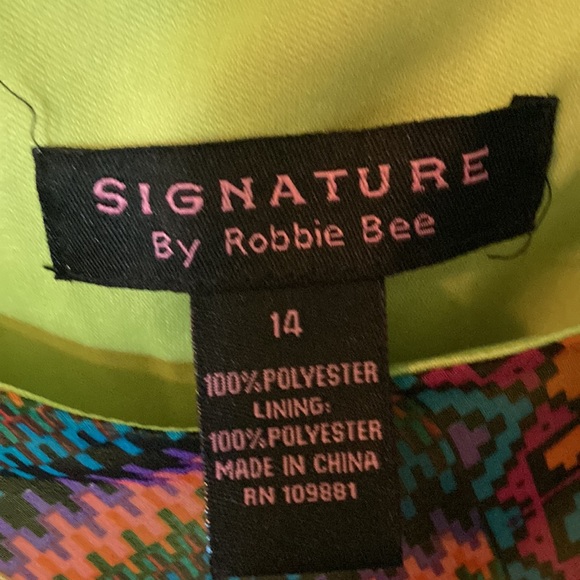 SIGNATURE
By Robbie Bee
14
100%POLYESTER
LINING:
100%POLYESTER
MADE IN CHINA
RN 109881